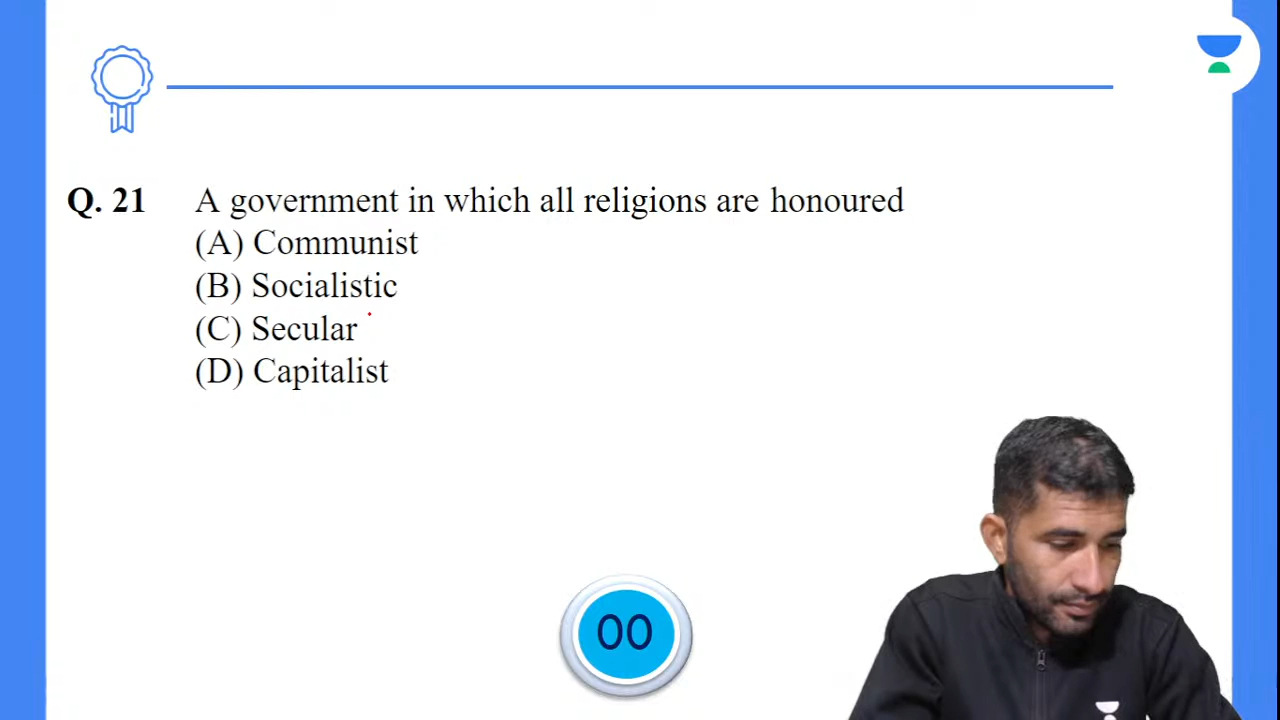 Q. 21 A government in which all religions are honoured
(A) Communist
(B) Socialistic
(C) Secular
(D) Capitalist
00